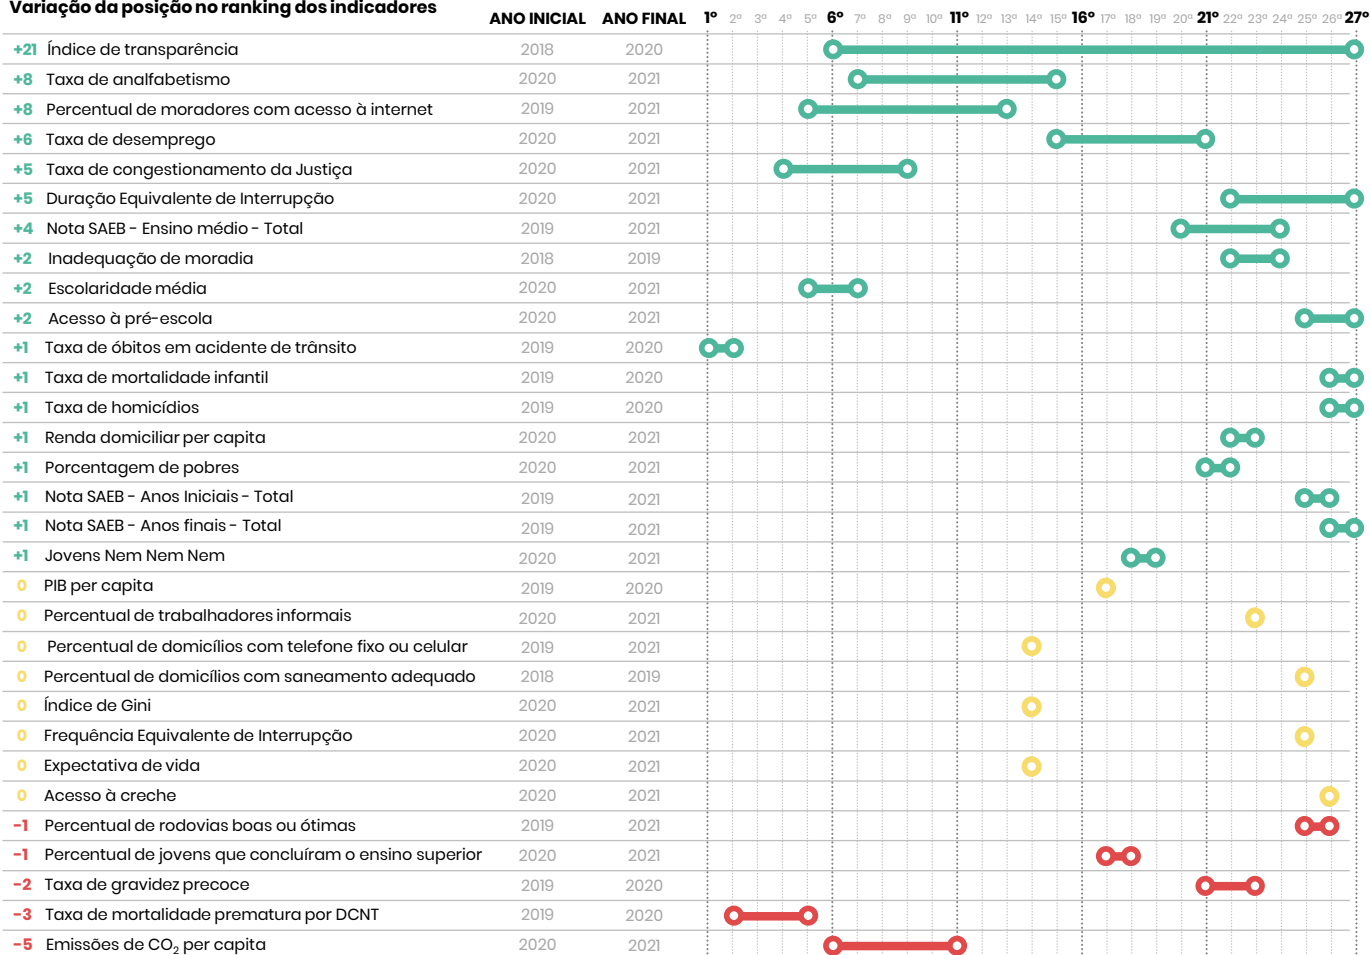 Variação da posição no ranking dos indicadores
ANO INICIAL ANO FINAL 1º 2º 3º 4º 5º 6º 7º 8º 9º 10º 11º 12º 13º 14º 15º 16º 17º 18º 19º 20º 21º 22º 23º 24º 25º 26º 27º
+21 Índice de transparência 2018 2020
+8 Taxa de analfabetismo 2020 2021
+8 Percentual de moradores com acesso à internet 2019 2021
+6 Taxa de desemprego 2020 2021
+5 Taxa de congestionamento da Justiça 2020 2021
+5 Duração Equivalente de Interrupção 2020 2021
+4 Nota SAEB - Ensino médio - Total 2019 2021
+2 Inadequação de moradia 2018 2019
+2 Escolaridade média 2020 2021
+2 Acesso à pré-escola 2020 2021
+1 Taxa de óbitos em acidente de trânsito 2019 2020
+1 Taxa de mortalidade infantil 2019 2020
+1 Taxa de homicídios 2019 2020
+1 Renda domiciliar per capita 2020 2021
+1 Porcentagem de pobres 2020 2021
+1 Nota SAEB - Anos Iniciais - Total 2019 2021
+1 Nota SAEB - Anos finais - Total 2019 2021
+1 Jovens Nem Nem Nem 2020 2021
0 PIB per capita 2019 2020
0 Percentual de trabalhadores informais 2020 2021
0 Percentual de domicílios com telefone fixo ou celular 2019 2021
0 Percentual de domicílios com saneamento adequado 2018 2019
0 Índice de Gini 2020 2021
0 Frequência Equivalente de Interrupção 2020 2021
0 Expectativa de vida 2020 2021
0 Acesso à creche 2020 2021
-1 Percentual de rodovias boas ou ótimas 2019 2021
-1 Percentual de jovens que concluíram o ensino superior 2020 2021
-2 Taxa de gravidez precoce 2019 2020
-3 Taxa de mortalidade prematura por DCNT 2019 2020
-5 Emissões de CO₂ per capita 2020 2021